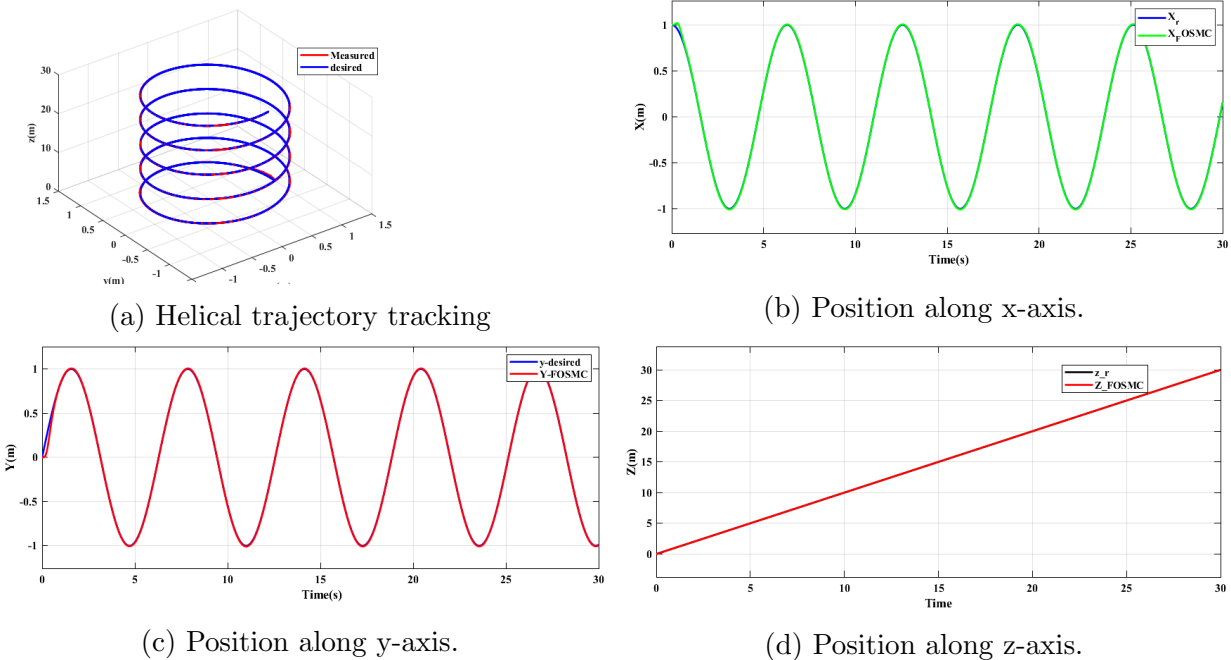 Measured
desired
30
20
10
0
z(m)
1.5
1
0.5
0
-0.5
-1
-1
-0.5
0
0.5
1
1.5
(a) Helical trajectory tracking
X_r
X_FOSMC
1
0.5
0
-0.5
-1
X(m)
0 5 10 15 20 25 30
Time(s)
(b) Position along x-axis.
y-desired
Y-FOSMC
1
0.5
0
-0.5
-1
Y(m)
0 5 10 15 20 25 30
Time(s)
(c) Position along y-axis.
z_r
Z_FOSMC
30
25
20
15
10
5
0
Z(m)
0 5 10 15 20 25 30
Time
(d) Position along z-axis.